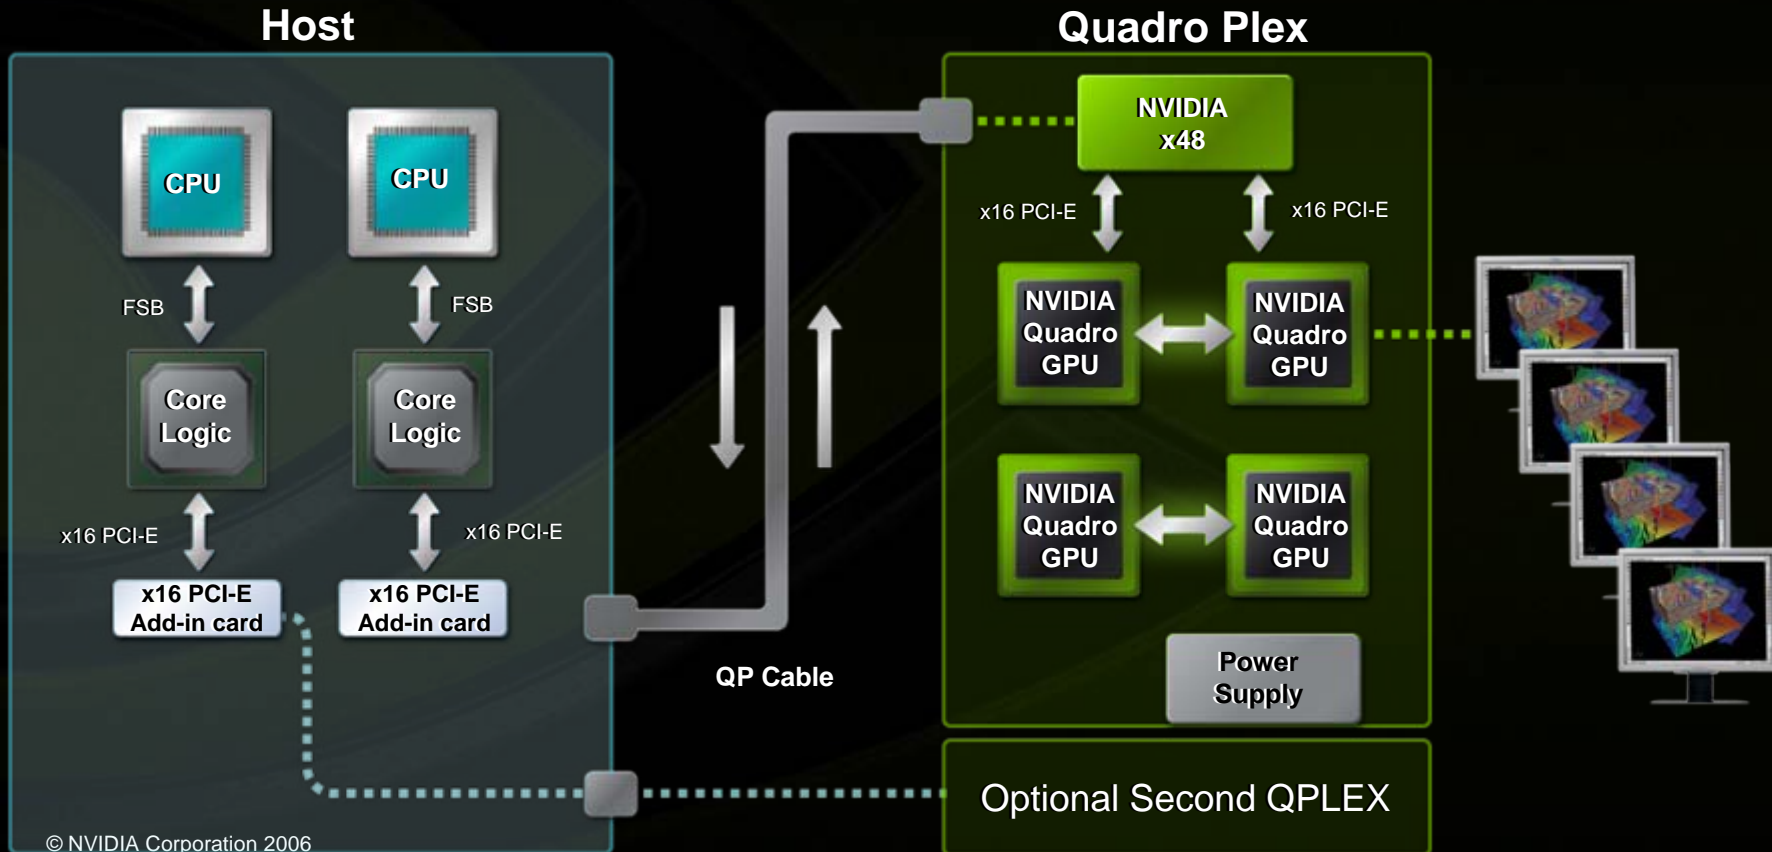 Host
Quadro Plex
CPU
CPU
FSB
FSB
Core
Logic
Core
Logic
x16 PCI-E
x16 PCI-E
x16 PCI-E
Add-in card
x16 PCI-E
Add-in card
QP Cable
NVIDIA
x48
x16 PCI-E
x16 PCI-E
NVIDIA
Quadro
GPU
NVIDIA
Quadro
GPU
NVIDIA
Quadro
GPU
NVIDIA
Quadro
GPU
Power
Supply
Optional Second QPLEX
© NVIDIA Corporation 2006